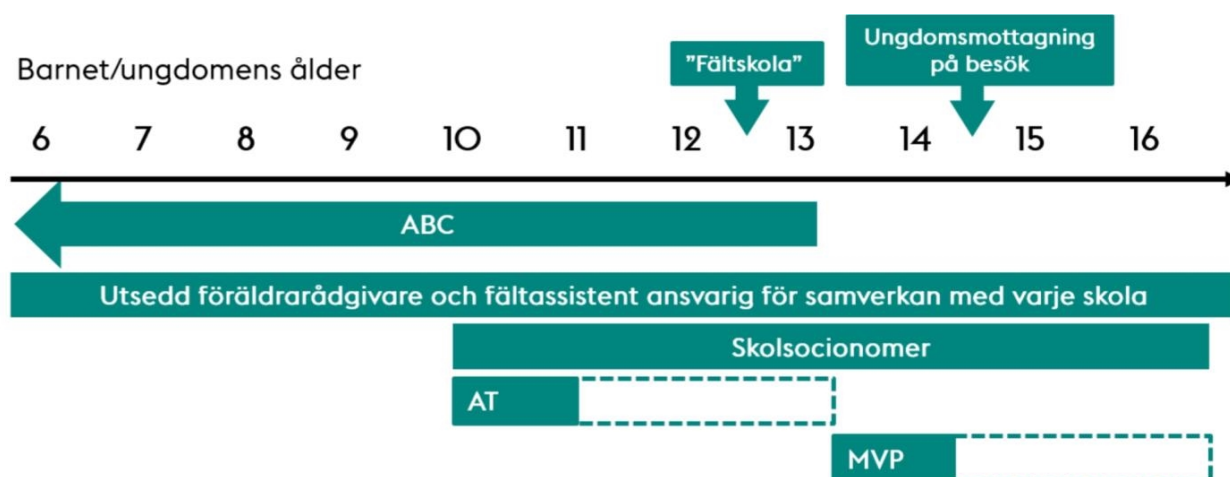 "Fältskola"
Ungdomsmottagning
på besök
Barnet/ungdomens ålder
6 7 8 9 10 11 12 13 14 15 16
ABC
Utsedd föräldrarådgivare och fältassistent ansvarig för samverkan med varje skola
Skolsocionomer
AT
MVP